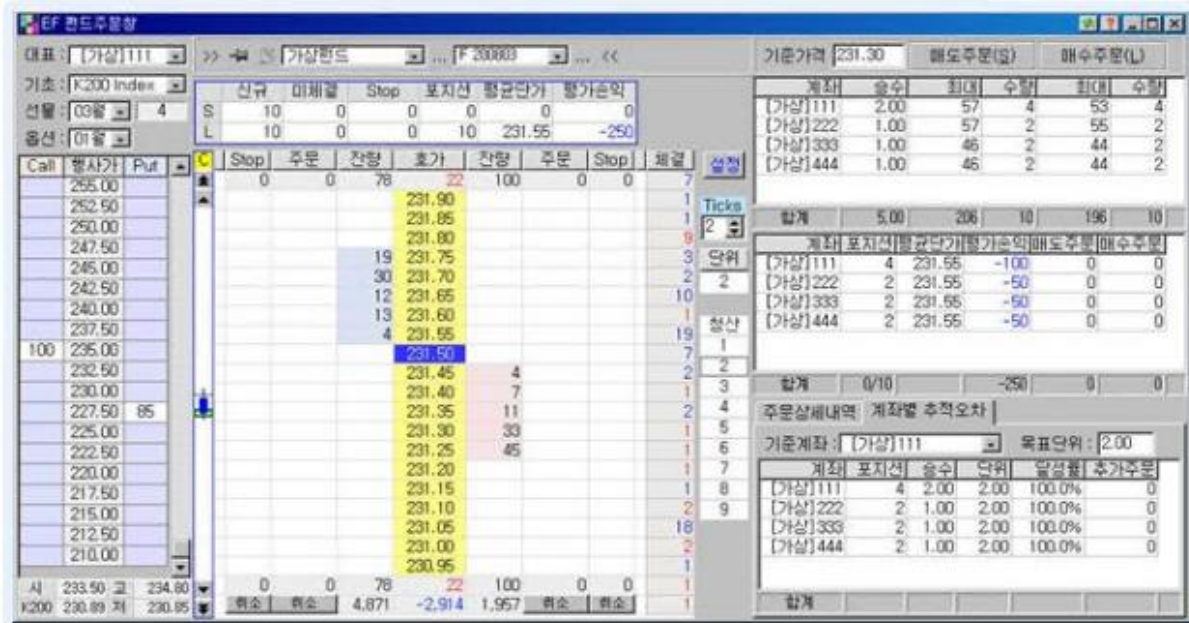 EF 펀드주문창
대표 : [가상]111 >> 가상펀드 ... F 200803 ... <<
기초 : K200 Index
선물 : 03월 4
옵션 : 01월
신규 미체결 Stop 포지션 평균단가 평가손익
S 10 0 0 0 0 0
L 10 0 0 10 231.55 -250
Call 행사가 Put
255.00
252.50
250.00
247.50
245.00
242.50
240.00
237.50
100 235.00
232.50
230.00
227.50 85
225.00
222.50
220.00
217.50
215.00
212.50
210.00
시 233.50 고 234.80
K200 230.89 저 230.85
C Stop 주문 잔량 호가 잔량 주문 Stop 체결
0 0 78 22 100 0 0 7
231.90 1
231.85 1
231.80 9
19 231.75 3
30 231.70 2
12 231.65 10
13 231.60 1
4 231.55 19
231.50 7
231.45 4 2
231.40 7 1
231.35 11 2
231.30 33 1
231.25 45 1
231.20 1
231.15 1
231.10 2
231.05 18
231.00 2
230.95 1
0 0 78 22 100 0 0 1
취소 취소 4,871 -2,914 1,957 취소 취소 1
설정
Ticks
2
단위
2
청산
1
2
3
4
5
6
7
8
9
기준가격 231.30 매도주문(S) 매수주문(L)
계좌 승수 최대 수량 최대 수량
[가상]111 2.00 57 4 53 4
[가상]222 1.00 57 2 55 2
[가상]333 1.00 46 2 44 2
[가상]444 1.00 46 2 44 2
합계 5.00 206 10 196 10
계좌 포지션 평균단가 평가손익 매도주문 매수주문
[가상]111 4 231.55 -100 0 0
[가상]222 2 231.55 -50 0 0
[가상]333 2 231.55 -50 0 0
[가상]444 2 231.55 -50 0 0
합계 0/10 -250 0 0
주문상세내역 계좌별 추적오차
기준계좌 : [가상]111 목표단위 : 2.00
계좌 포지션 승수 단위 달성률 추가주문
[가상]111 4 2.00 2.00 100.0% 0
[가상]222 2 1.00 2.00 100.0% 0
[가상]333 2 1.00 2.00 100.0% 0
[가상]444 2 1.00 2.00 100.0% 0
합계